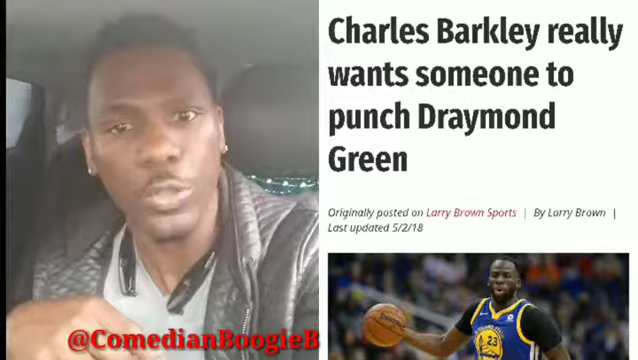 Charles Barkley really
wants someone to
punch Draymond
Green
Originally posted on Larry Brown Sports | By Larry Brown |
Last updated 5/2/18
23
@ComedianBoogieB